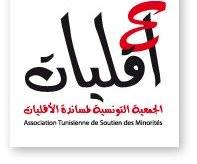 أقليات
الجمعية التونسية لمساندة الأقليات
Association Tunisienne de Soutien des Minorités